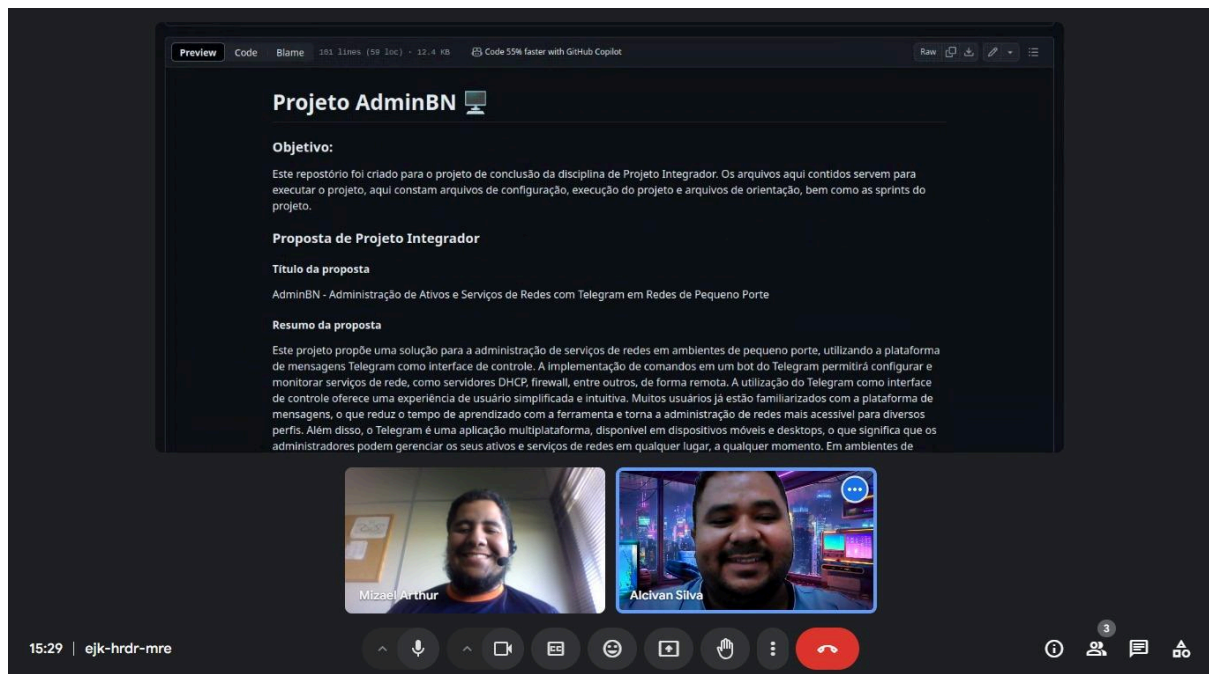 Preview Code Blame 101 lines (59 loc) · 12.4 KB Code 55% faster with GitHub Copilot Raw
Projeto AdminBN
Objetivo:
Este repostório foi criado para o projeto de conclusão da disciplina de Projeto Integrador. Os arquivos aqui contidos servem para
executar o projeto, aqui constam arquivos de configuração, execução do projeto e arquivos de orientação, bem como as sprints do
projeto.
Proposta de Projeto Integrador
Título da proposta
AdminBN - Administração de Ativos e Serviços de Redes com Telegram em Redes de Pequeno Porte
Resumo da proposta
Este projeto propõe uma solução para a administração de serviços de redes em ambientes de pequeno porte, utilizando a plataforma
de mensagens Telegram como interface de controle. A implementação de comandos em um bot do Telegram permitirá configurar e
monitorar serviços de rede, como servidores DHCP, firewall, entre outros, de forma remota. A utilização do Telegram como interface
de controle oferece uma experiência de usuário simplificada e intuitiva. Muitos usuários já estão familiarizados com a plataforma de
mensagens, o que reduz o tempo de aprendizado com a ferramenta e torna a administração de redes mais acessível para diversos
perfis. Além disso, o Telegram é uma aplicação multiplataforma, disponível em dispositivos móveis e desktops, o que significa que os
administradores podem gerenciar os seus ativos e serviços de redes em qualquer lugar, a qualquer momento. Em ambientes de
Mizael Arthur
Alcivan Silva
15:29 | ejk-hrdr-mre
CC
3